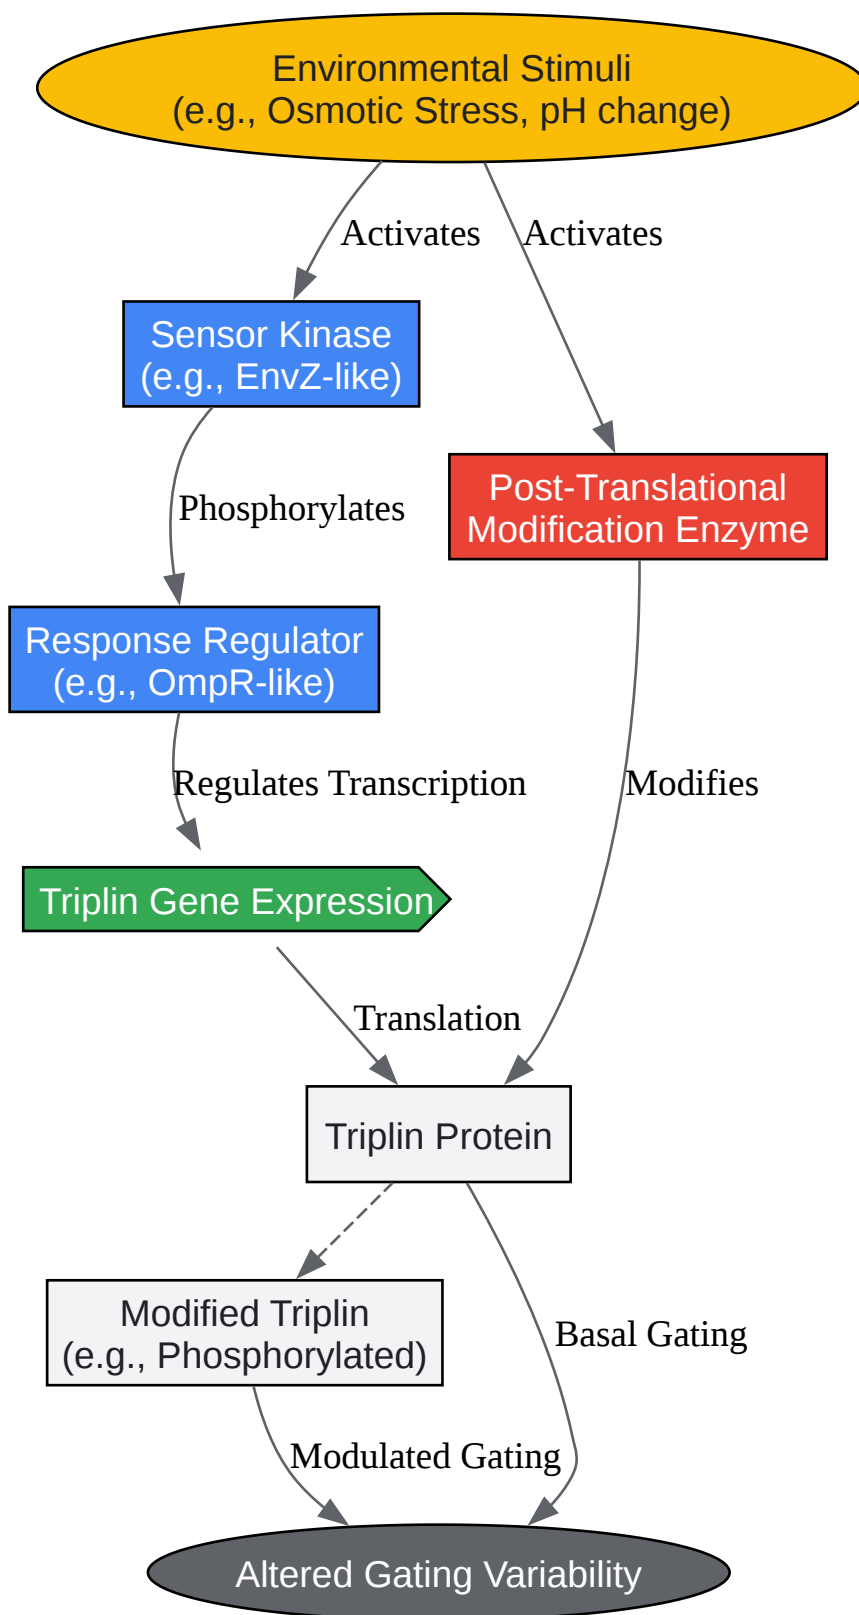 Environmental Stimuli
(e.g., Osmotic Stress, pH change)
Activates
Activates
Sensor Kinase
(e.g., EnvZ-like)
Post-Translational
Modification Enzyme
Phosphorylates
Response Regulator
(e.g., OmpR-like)
Regulates Transcription
Modifies
Triplin Gene Expression
Translation
Triplin Protein
Modified Triplin
(e.g., Phosphorylated)
Basal Gating
Modulated Gating
Altered Gating Variability